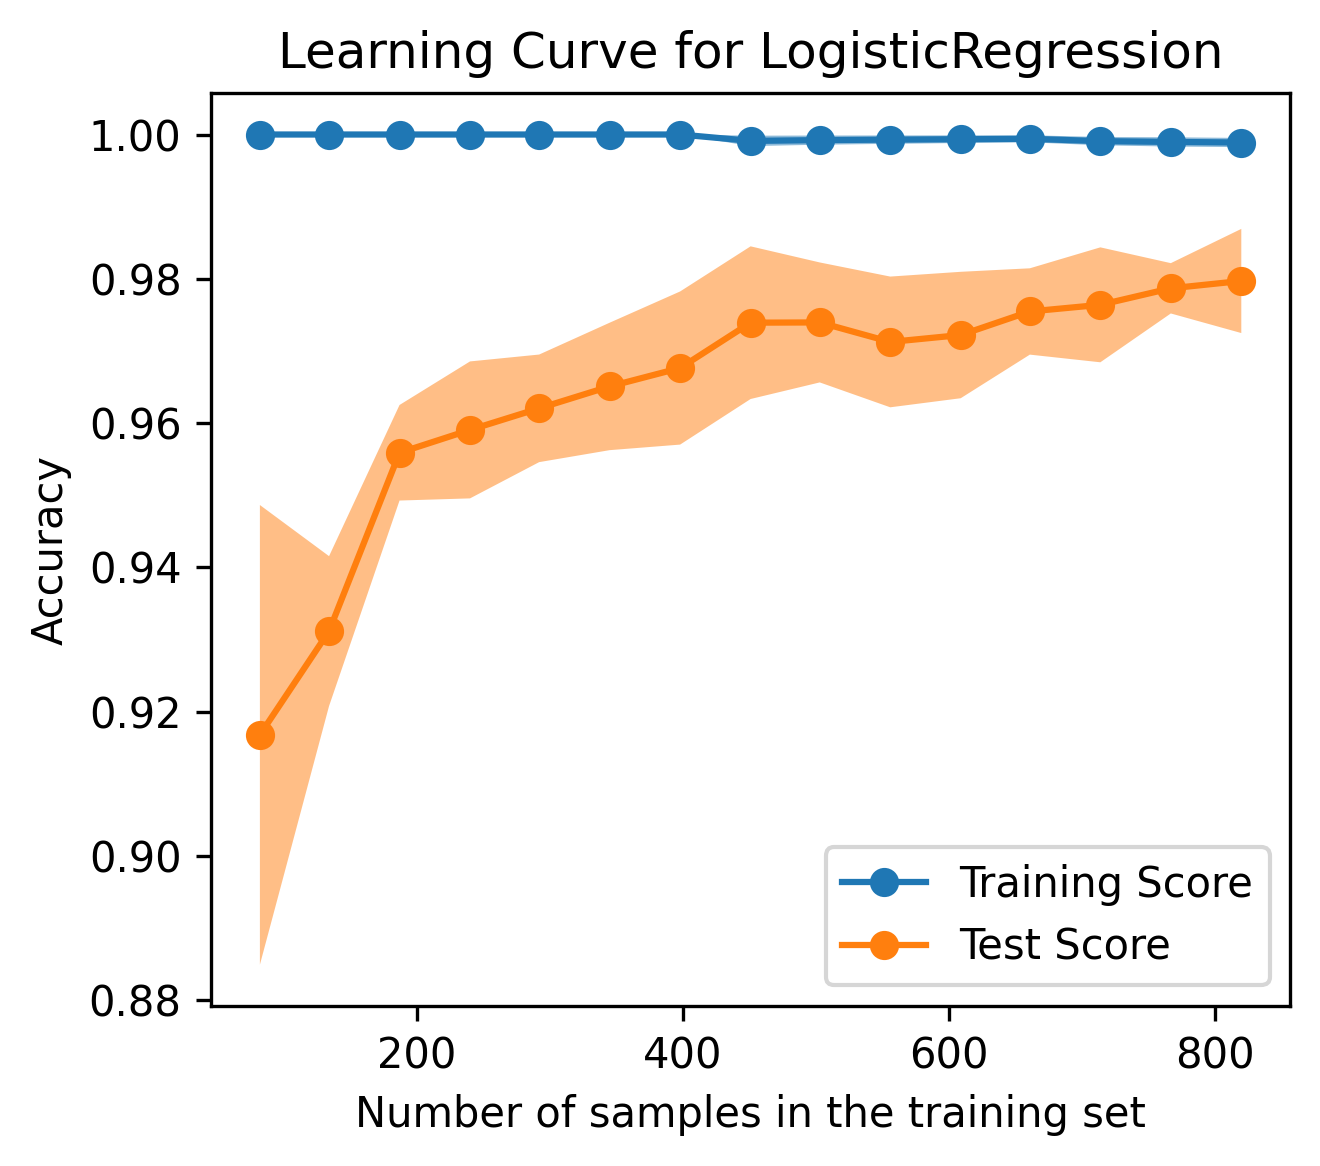 Learning Curve for LogisticRegression
1.00
0.98
0.96
0.94
0.92
0.90
0.88
Accuracy
Training Score
Test Score
200 400 600 800
Number of samples in the training set